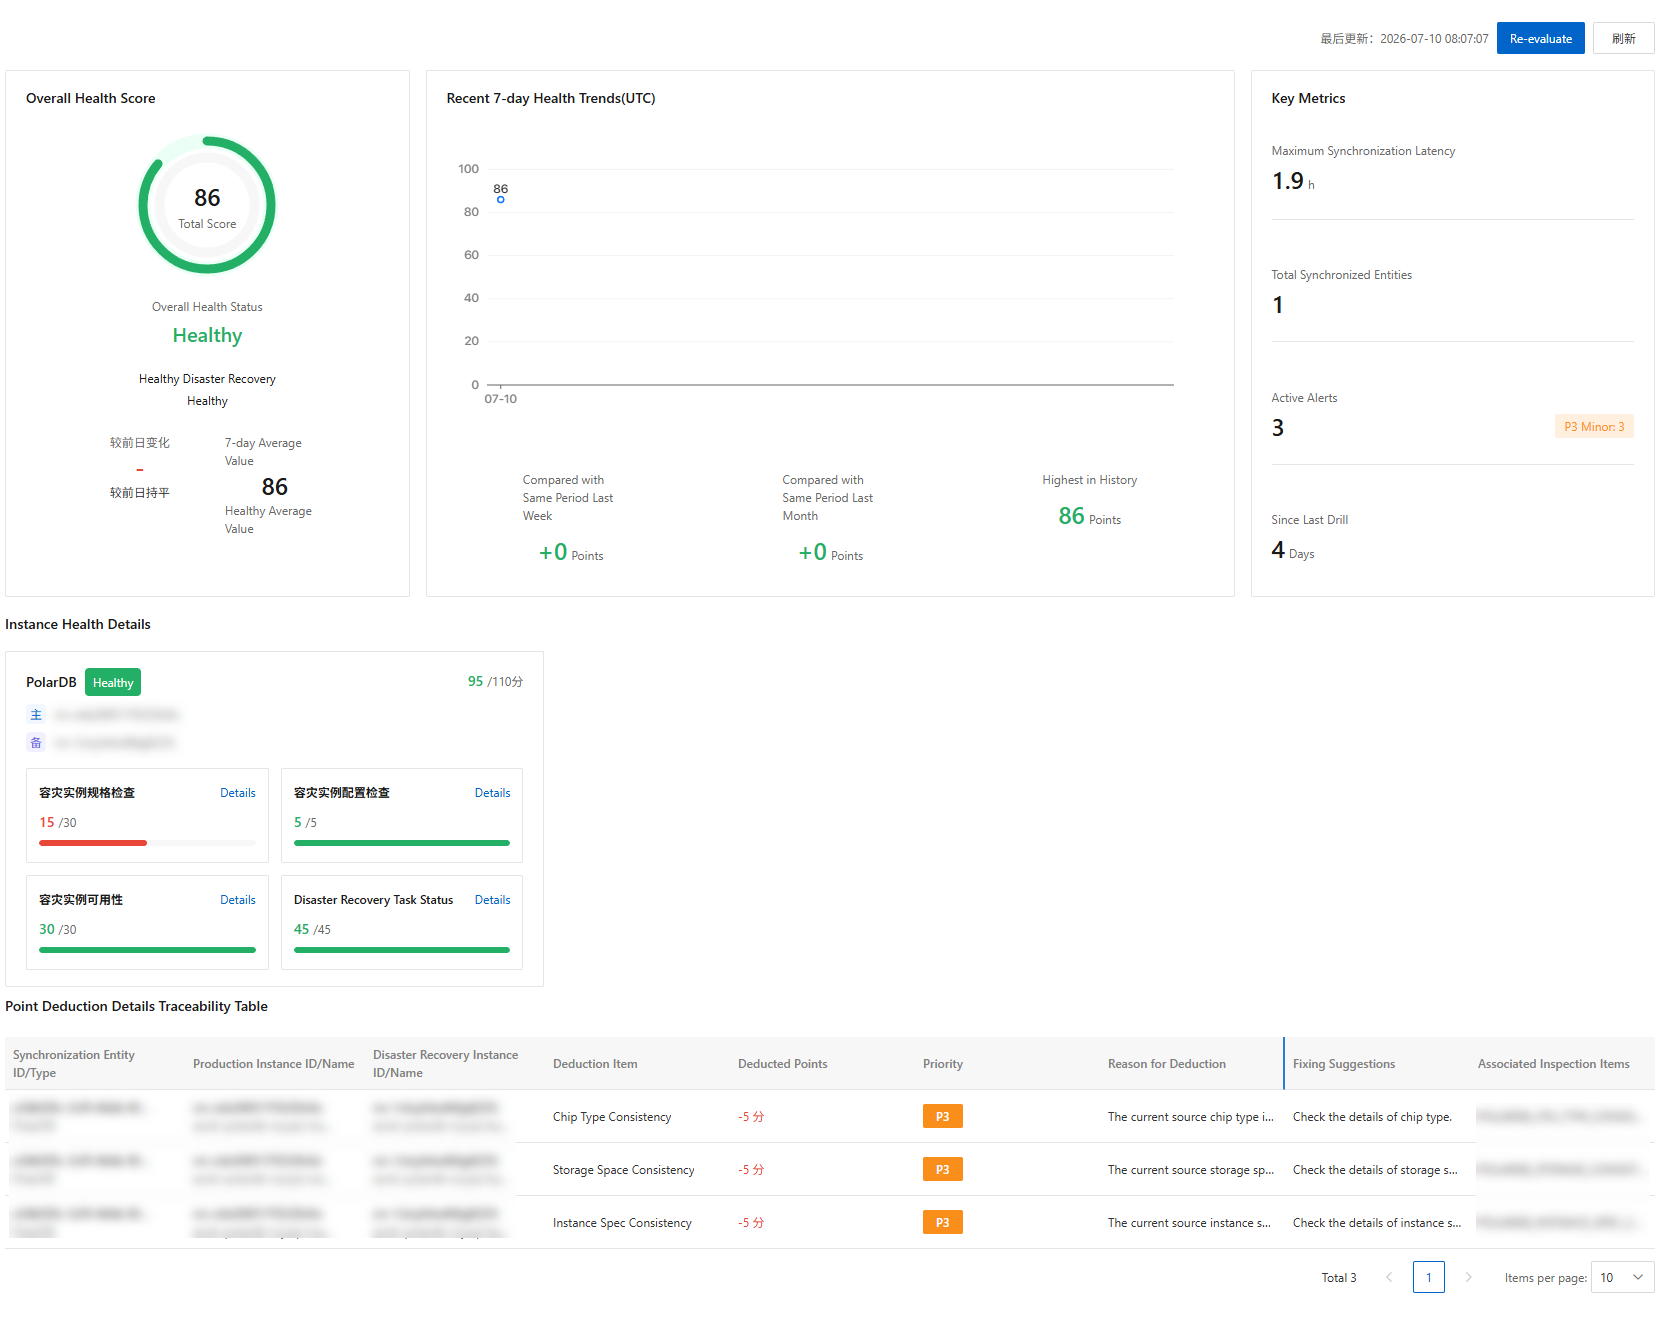 最后更新：2026-07-10 08:07:07
Re-evaluate
刷新
Overall Health Score
86
Total Score
Overall Health Status
Healthy
Healthy Disaster Recovery
Healthy
较前日变化
-
较前日持平
7-day Average
Value
86
Healthy Average
Value
Recent 7-day Health Trends(UTC)
100
80
60
40
20
0
86
07-10
Compared with
Same Period Last
Week
+0 Points
Compared with
Same Period Last
Month
+0 Points
Highest in History
86 Points
Key Metrics
Maximum Synchronization Latency
1.9 h
Total Synchronized Entities
1
Active Alerts
3
P3 Minor: 3
Since Last Drill
4 Days
Instance Health Details
PolarDB
Healthy
95 /110分
主
备
容灾实例规格检查
Details
15 /30
容灾实例配置检查
Details
5 /5
容灾实例可用性
Details
30 /30
Disaster Recovery Task Status
Details
45 /45
Point Deduction Details Traceability Table
Synchronization Entity
ID/Type
Production Instance ID/Name
Disaster Recovery Instance
ID/Name
Deduction Item
Deducted Points
Priority
Reason for Deduction
Fixing Suggestions
Associated Inspection Items
Chip Type Consistency
-5 分
P3
The current source chip type i...
Check the details of chip type.
Storage Space Consistency
-5 分
P3
The current source storage sp...
Check the details of storage s...
Instance Spec Consistency
-5 分
P3
The current source instance s...
Check the details of instance s...
Total 3
1
Items per page:
10